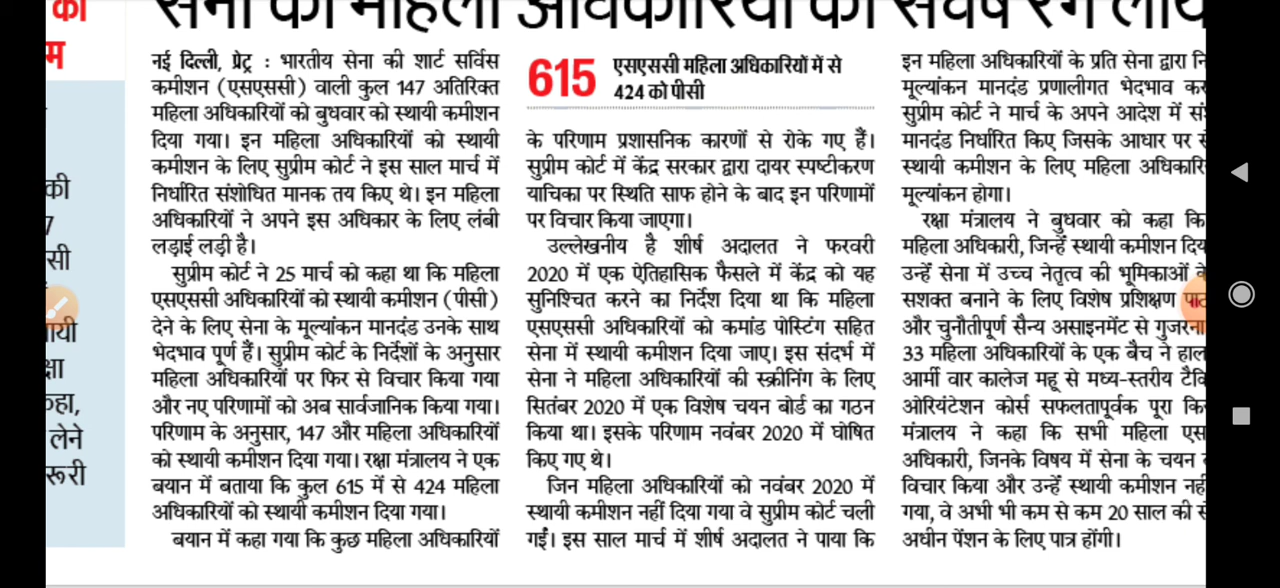 की
म
की
7
सी
ायी
क्षा
कहा,
लेने
रूरी
सेना की महिला अधिकारियों का संघर्ष रंग
नई दिल्ली, प्रेट्र : भारतीय सेना की शार्ट सर्विस
कमीशन (एसएससी) वाली कुल 147 अतिरिक्त
महिला अधिकारियों को बुधवार को स्थायी कमीशन
दिया गया। इन महिला अधिकारियों को स्थायी
कमीशन के लिए सुप्रीम कोर्ट ने इस साल मार्च में
निर्धारित संशोधित मानक तय किए थे। इन महिला
अधिकारियों ने अपने इस अधिकार के लिए लंबी
लड़ाई लड़ी है।
सुप्रीम कोर्ट ने 25 मार्च को कहा था कि महिला
एसएससी अधिकारियों को स्थायी कमीशन (पीसी)
देने के लिए सेना के मूल्यांकन मानदंड उनके साथ
भेदभाव पूर्ण हैं। सुप्रीम कोर्ट के निर्देशों के अनुसार
महिला अधिकारियों पर फिर से विचार किया गया
और नए परिणामों को अब सार्वजानिक किया गया।
परिणाम के अनुसार, 147 और महिला अधिकारियों
को स्थायी कमीशन दिया गया। रक्षा मंत्रालय ने एक
बयान में बताया कि कुल 615 में से 424 महिला
अधिकारियों को स्थायी कमीशन दिया गया।
बयान में कहा गया कि कुछ महिला अधिकारियों
615 एसएससी महिला अधिकारियों में से
424 को पीसी
के परिणाम प्रशासनिक कारणों से रोके गए हैं।
सुप्रीम कोर्ट में केंद्र सरकार द्वारा दायर स्पष्टीकरण
याचिका पर स्थिति साफ होने के बाद इन परिणामों
पर विचार किया जाएगा।
उल्लेखनीय है शीर्ष अदालत ने फरवरी
2020 में एक ऐतिहासिक फैसले में केंद्र को यह
सुनिश्चित करने का निर्देश दिया था कि महिला
एसएससी अधिकारियों को कमांड पोस्टिंग सहित
सेना में स्थायी कमीशन दिया जाए। इस संदर्भ में
सेना ने महिला अधिकारियों की स्क्रीनिंग के लिए
सितंबर 2020 में एक विशेष चयन बोर्ड का गठन
किया था। इसके परिणाम नवंबर 2020 में घोषित
किए गए थे।
जिन महिला अधिकारियों को नवंबर 2020 में
स्थायी कमीशन नहीं दिया गया वे सुप्रीम कोर्ट चली
गईं। इस साल मार्च में शीर्ष अदालत ने पाया कि
इन महिला अधिकारियों के प्रति सेना द्वारा
मूल्यांकन मानदंड प्रणालीगत भेदभाव
सुप्रीम कोर्ट ने मार्च के अपने आदेश में
मानदंड निर्धारित किए जिसके आधार पर
स्थायी कमीशन के लिए महिला
मूल्यांकन होगा।
रक्षा मंत्रालय ने बुधवार को कहा कि
महिला अधिकारी, जिन्हें स्थायी कमीशन
उन्हें सेना में उच्च नेतृत्व की भूमिकाओं
सशक्त बनाने के लिए विशेष प्रशिक्षण
और चुनौतीपूर्ण सैन्य असाइनमेंट से गुजरना
33 महिला अधिकारियों के एक बैच ने
आर्मी वार कालेज महू से मध्य-स्तरीय
ओरियंटेशन कोर्स सफलतापूर्वक पूरा
मंत्रालय ने कहा कि सभी महिला
अधिकारी, जिनके विषय में सेना के चयन
विचार किया और उन्हें स्थायी कमीशन
गया, वे अभी भी कम से कम 20 साल की
अधीन पेंशन के लिए पात्र होंगी।